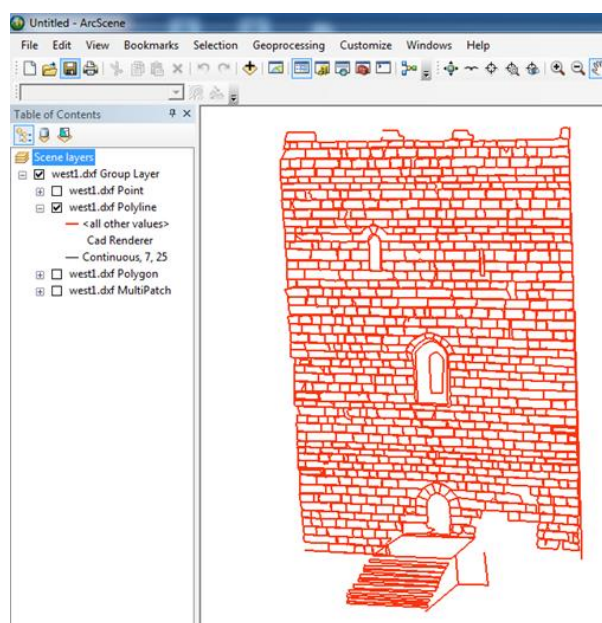 Untitled - ArcScene
File Edit View Bookmarks Selection Geoprocessing Customize Windows Help
Table of Contents
Scene layers
west1.dxf Group Layer
west1.dxf Point
west1.dxf Polyline
<all other values>
Cad Renderer
Continuous, 7, 25
west1.dxf Polygon
west1.dxf MultiPatch